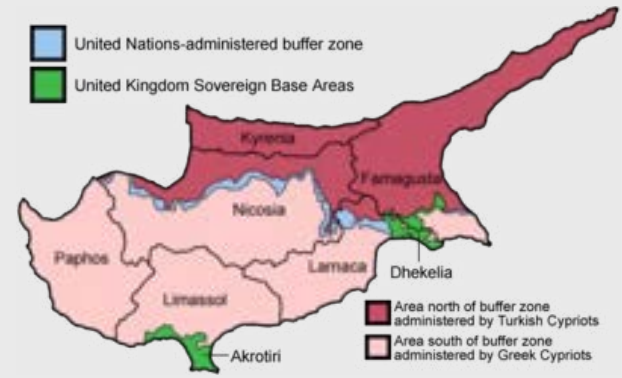 United Nations-administered buffer zone
United Kingdom Sovereign Base Areas
Kyrenia
Famagusta
Nicosia
Paphos
Larnaca
Limassol
Dhekelia
Akrotiri
Area north of buffer zone
administered by Turkish Cypriots
Area south of buffer zone
administered by Greek Cypriots